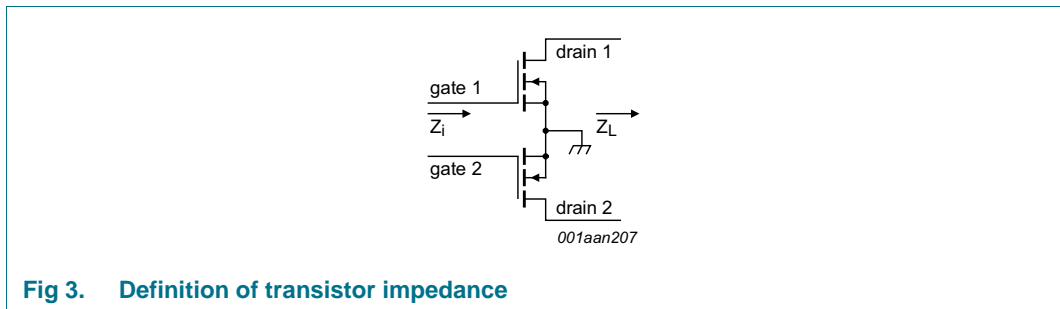 drain 1
gate 1
Zi
ZL
gate 2
drain 2
001aan207
Fig 3. Definition of transistor impedance